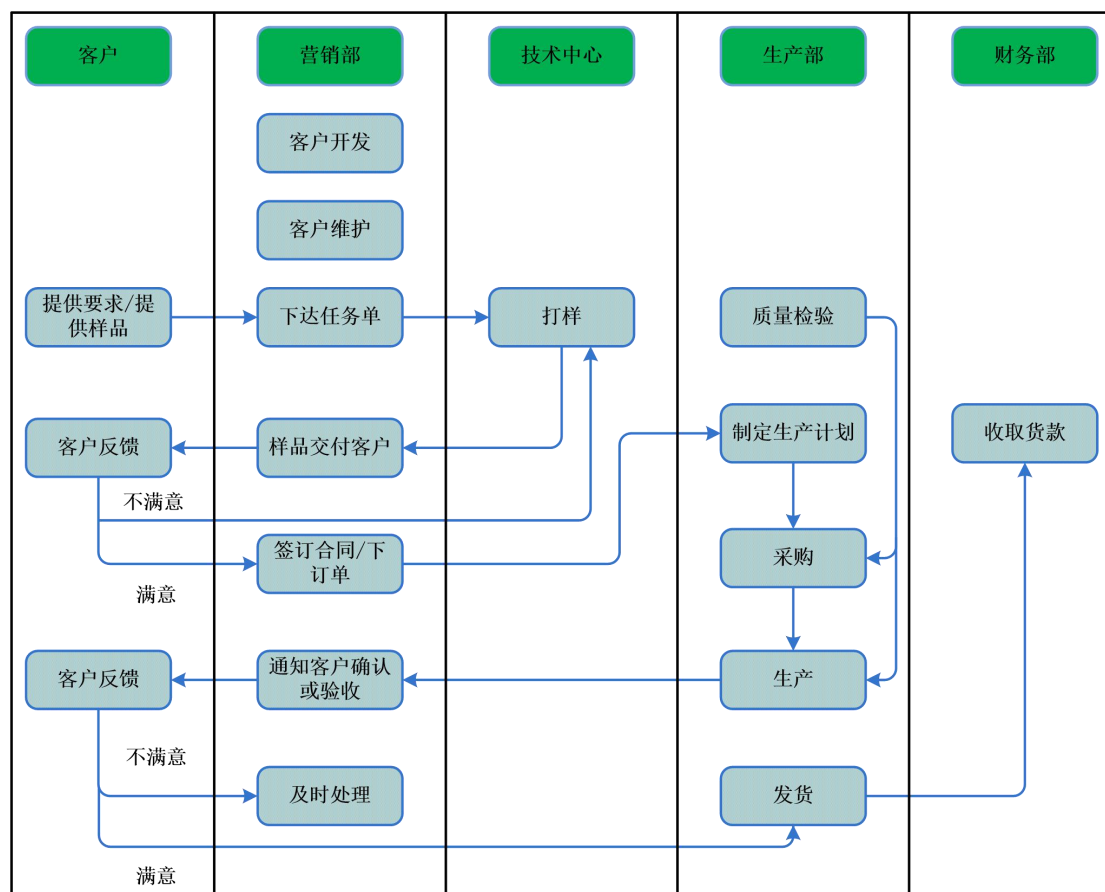 客户
营销部
技术中心
生产部
财务部
客户开发
客户维护
提供要求/提
供样品
下达任务单
打样
质量检验
客户反馈
样品交付客户
制定生产计划
收取货款
不满意
签订合同/下
订单
采购
满意
客户反馈
通知客户确认
或验收
生产
不满意
及时处理
发货
满意